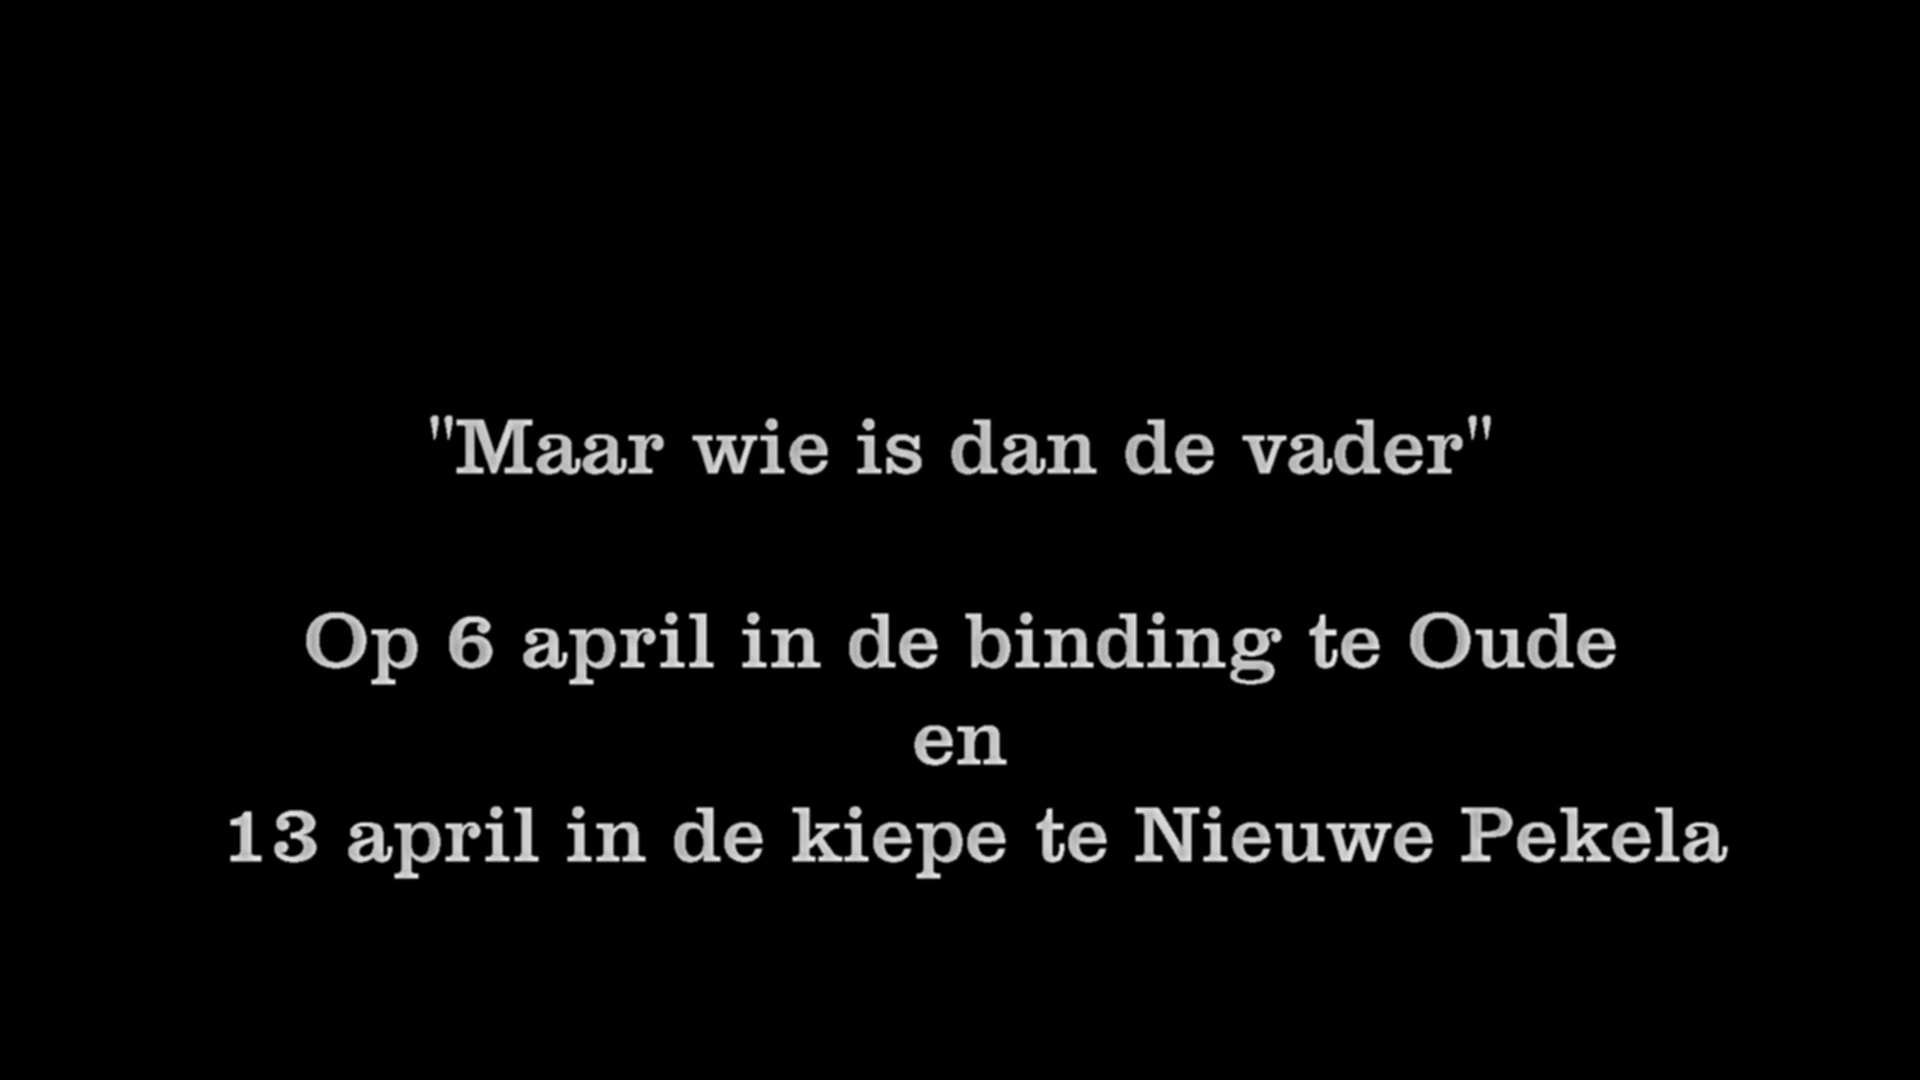 "Maar wie is dan de vader"
Op 6 april in de binding te Oude
en
13 april in de kiepe te Nieuwe Pekela